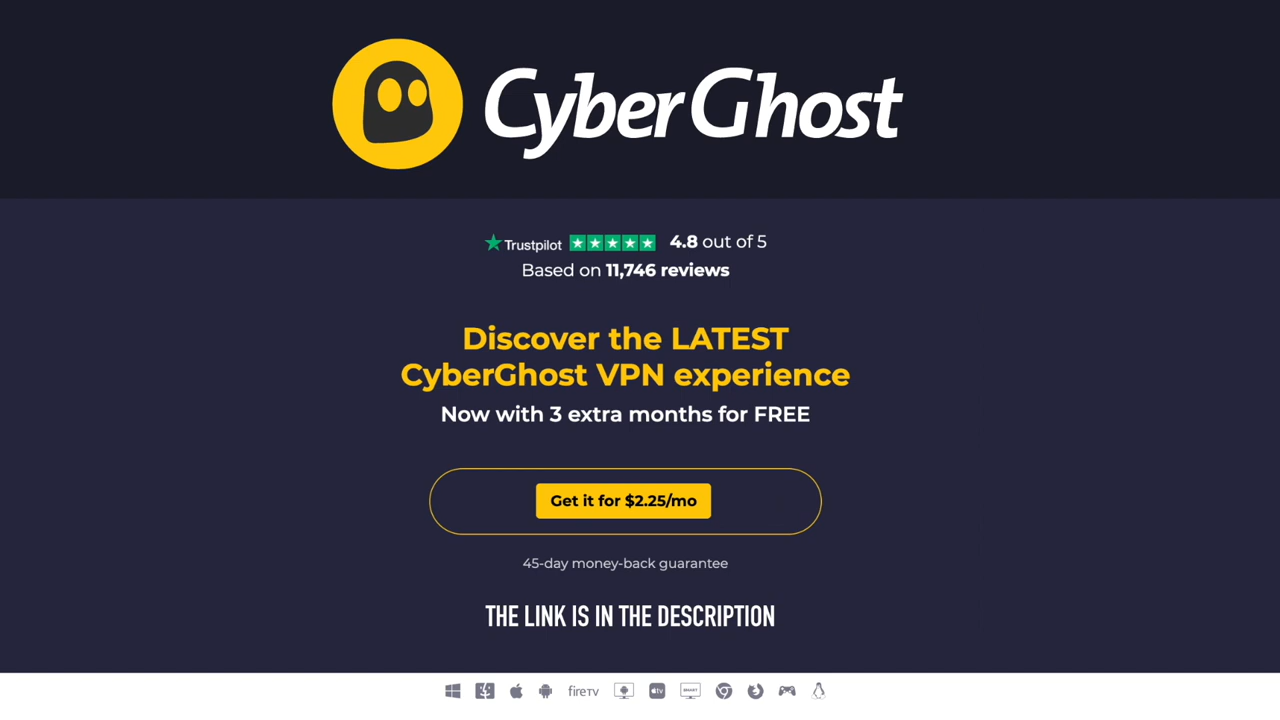 CyberGhost
Trustpilot 4.8 out of 5
Based on 11,746 reviews
Discover the LATEST
CyberGhost VPN experience
Now with 3 extra months for FREE
Get it for $2.25/mo
45-day money-back guarantee
THE LINK IS IN THE DESCRIPTION
fireTV tv SMART